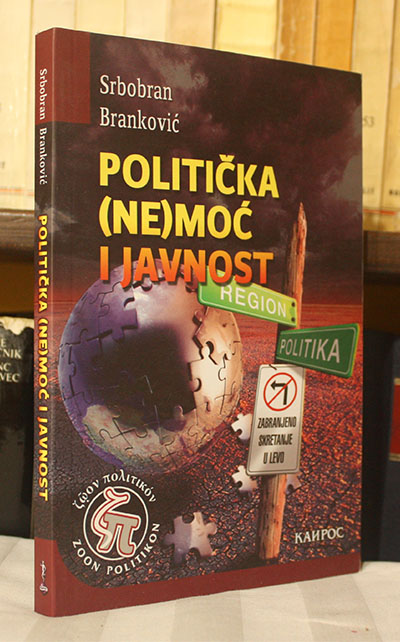 Srbobran
Branković
POLITIČKA
(NE)MOĆ
I JAVNOST
REGION
POLITIKA
ZABRANJENO
SKRETANJE
U LEVO
ζῷον πολιτικόν
ZOON POLITIKON
КАИРОС
Srbobran Branković
POLITIČKA (NE)MOĆ I JAVNOST
53